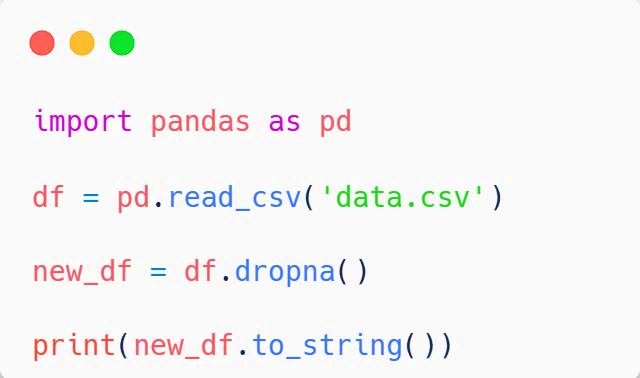 import pandas as pd
df = pd.read_csv('data.csv')
new_df = df.dropna()
print(new_df.to_string())